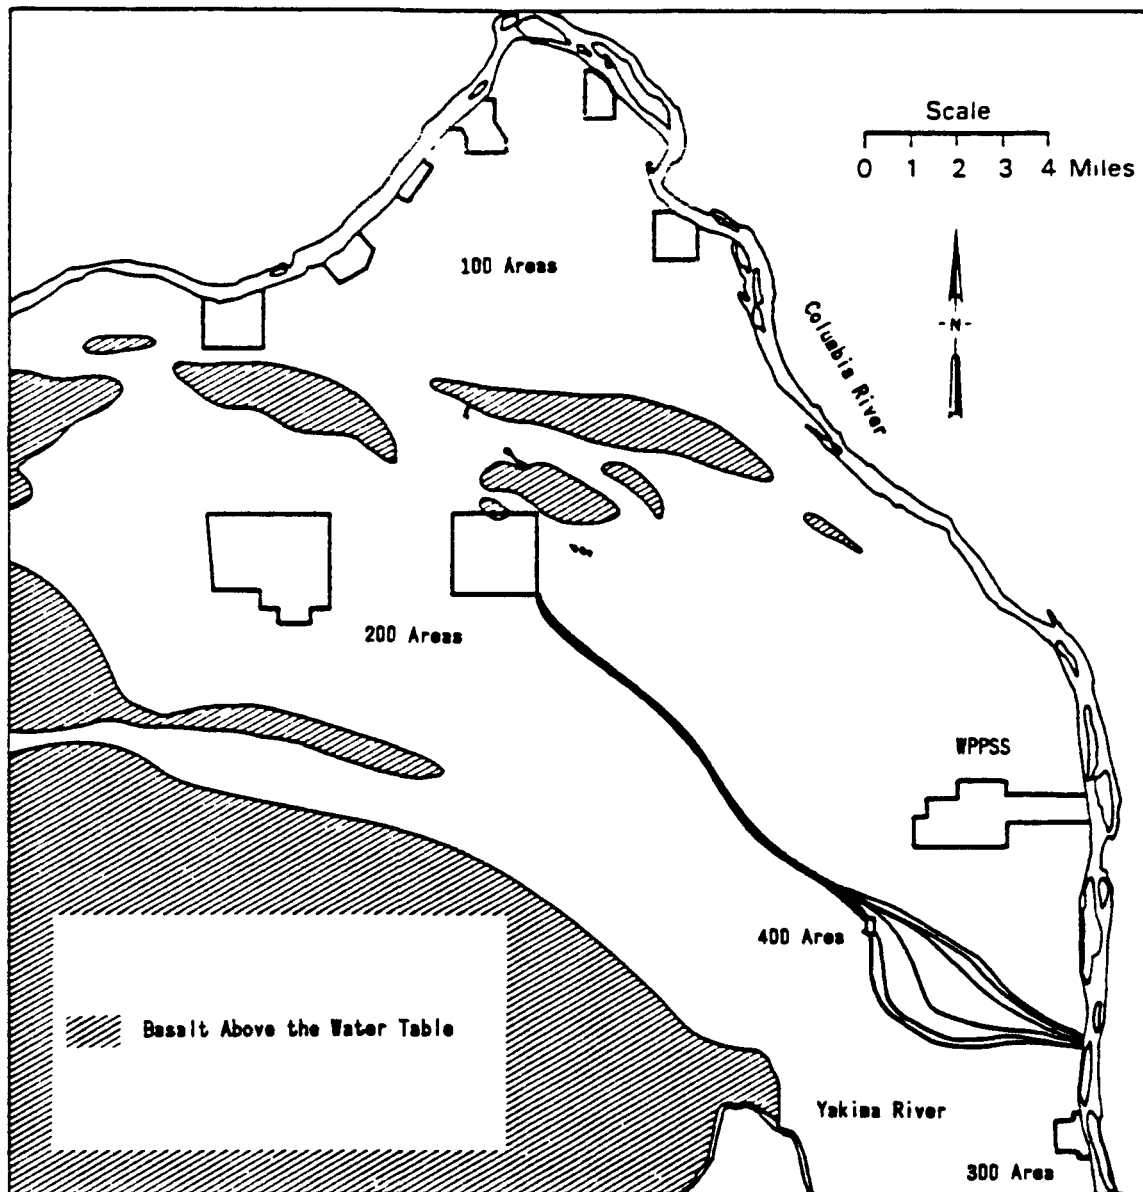 Scale
0 1 2 3 4 Miles
100 Areas
-N-
Columbia River
200 Areas
WPPSS
400 Area
Basalt Above the Water Table
Yakima River
300 Area